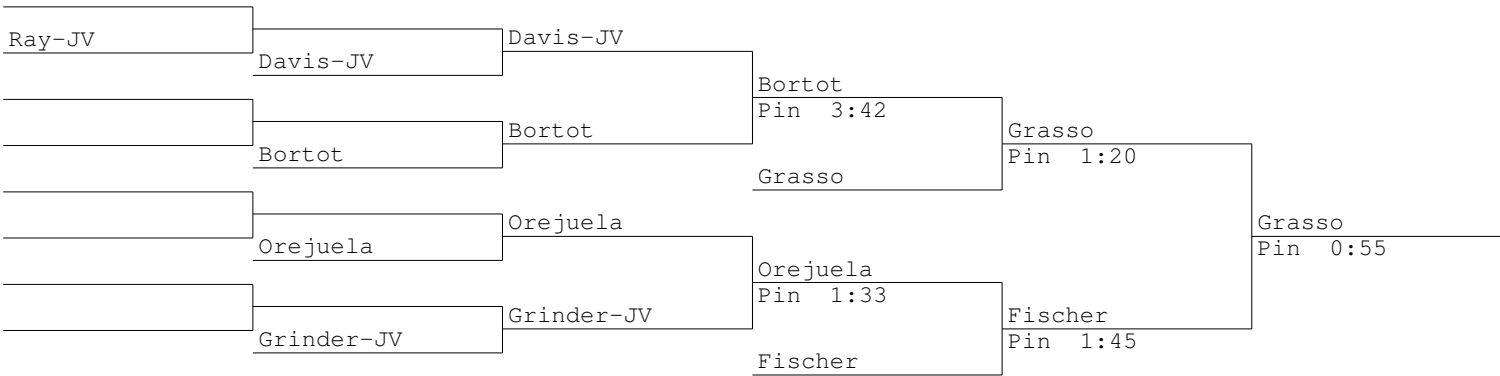 Ray-JV
Davis-JV
Bortot
Orejuela
Grinder-JV
Davis-JV
Bortot
Orejuela
Grinder-JV
Bortot
Pin 3:42
Grasso
Orejuela
Pin 1:33
Fischer
Grasso
Pin 1:20
Fischer
Pin 1:45
Grasso
Pin 0:55